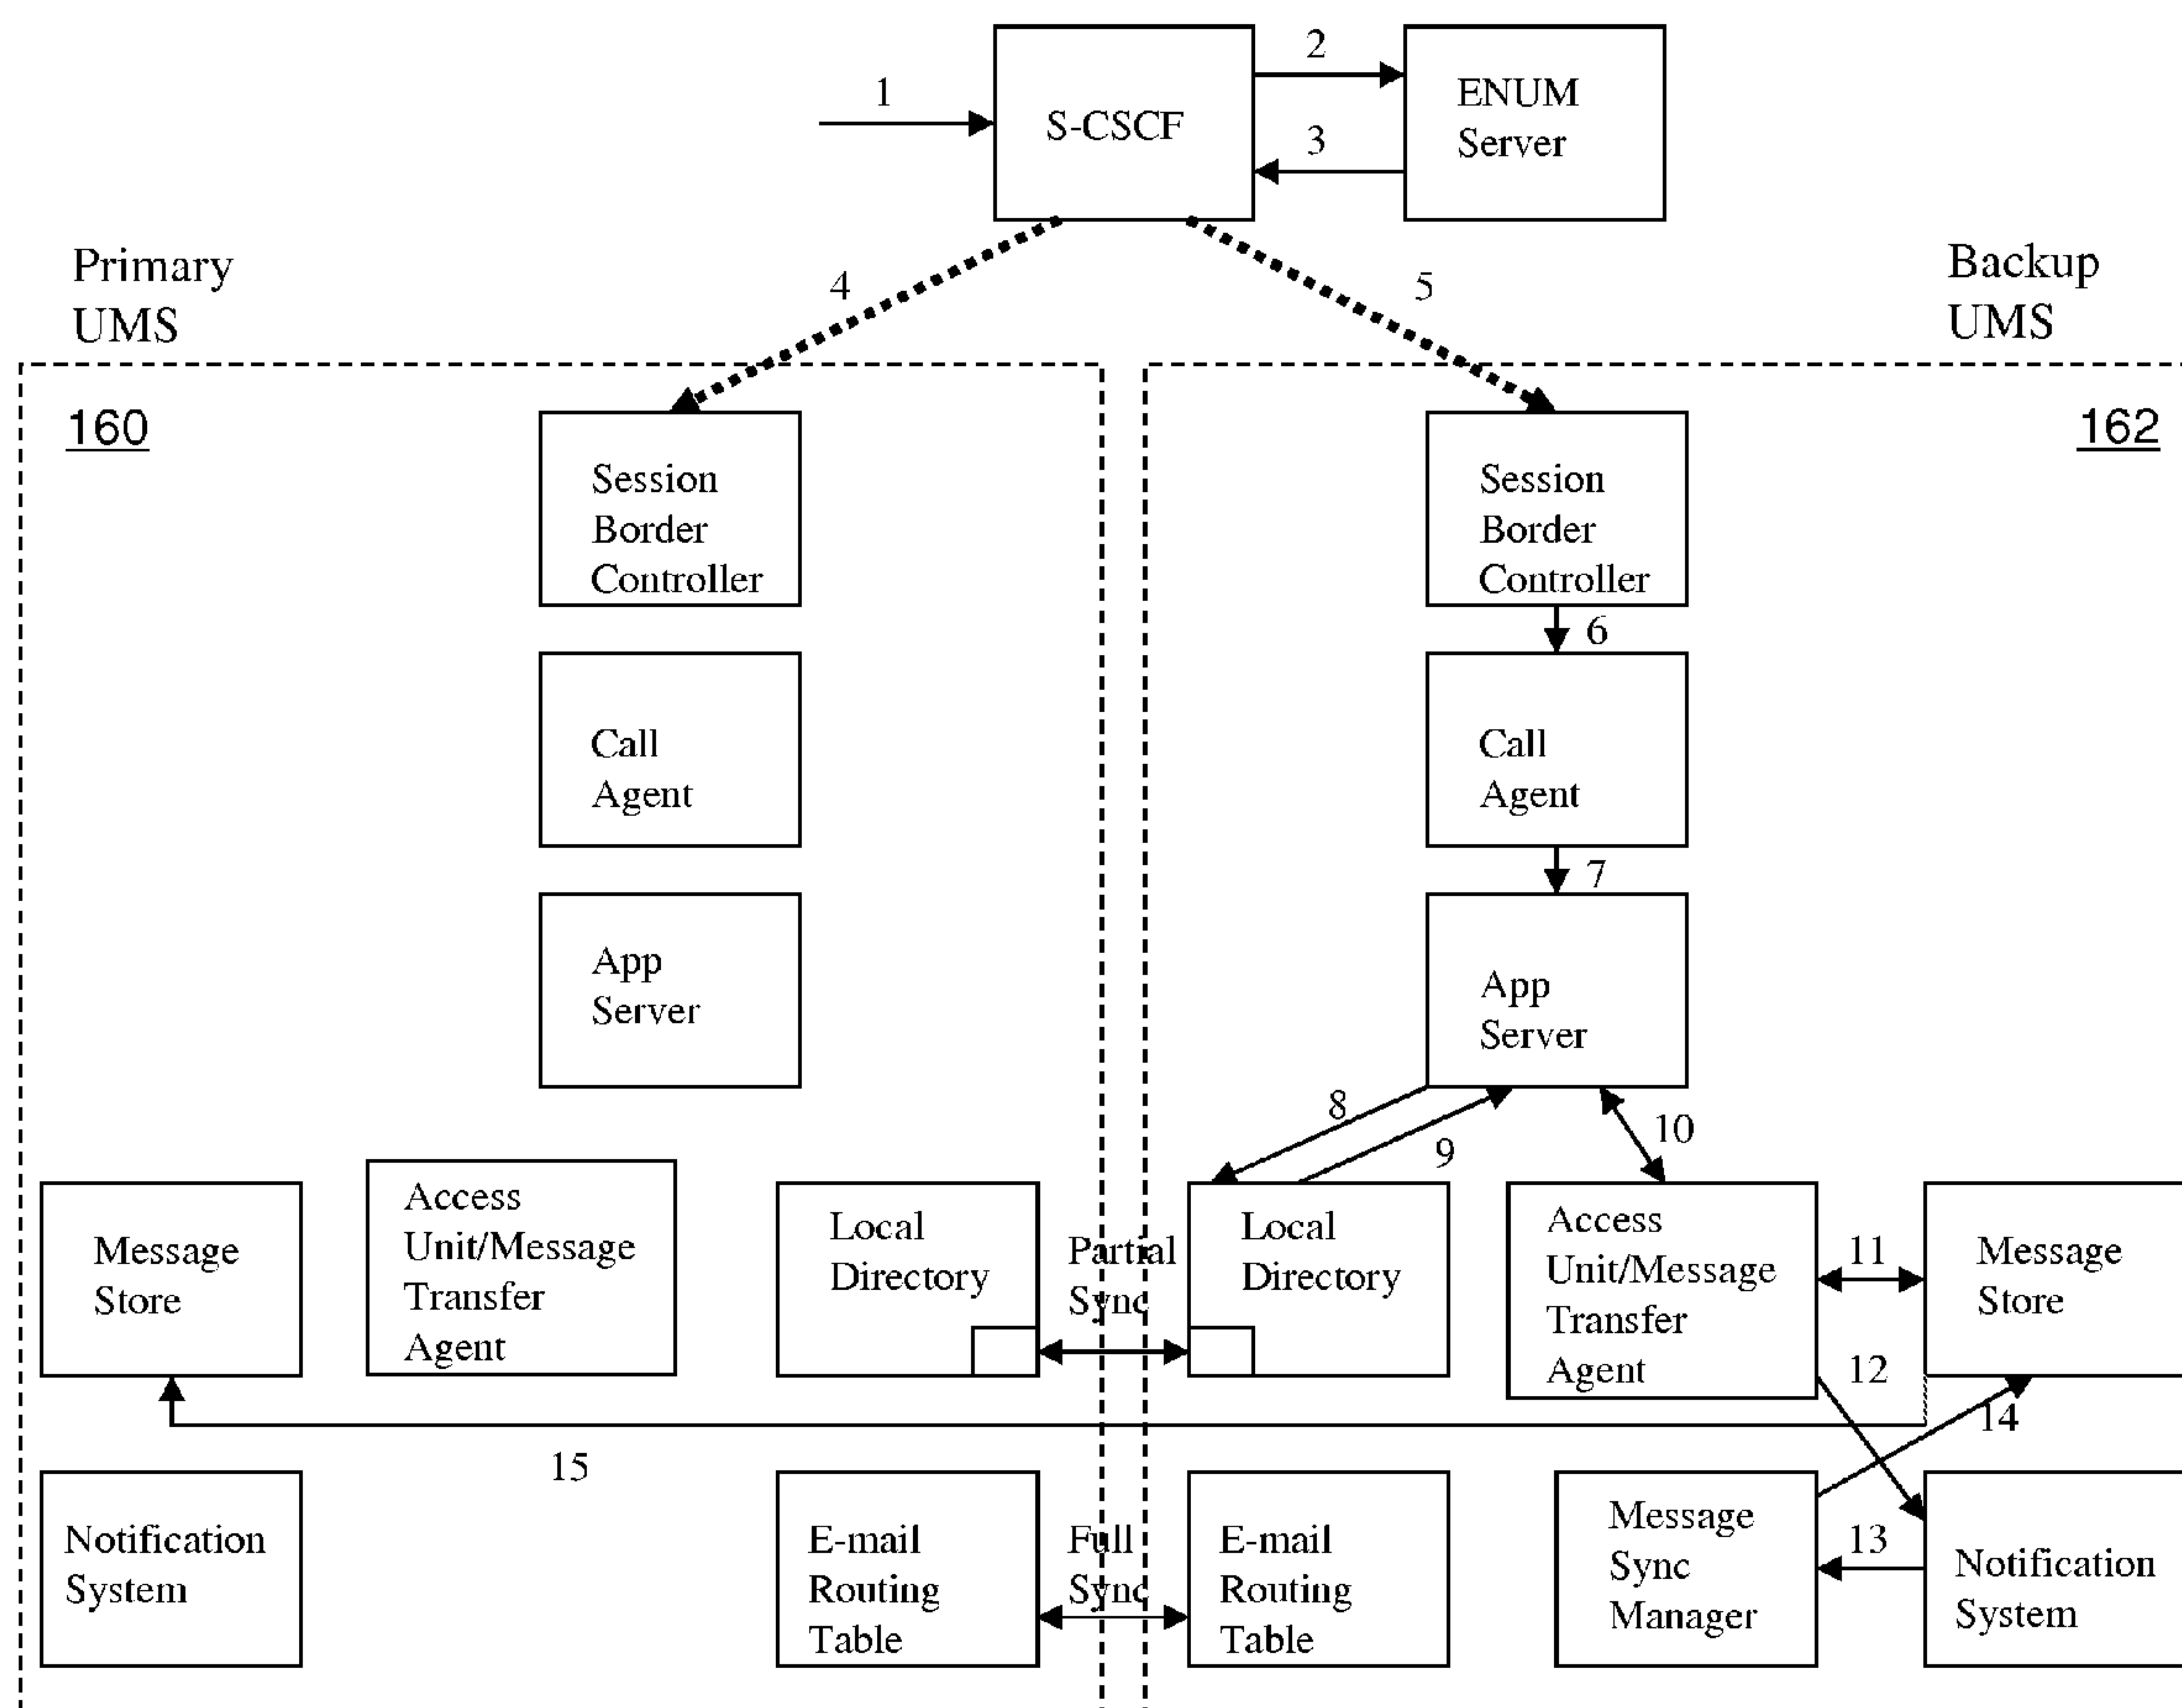 1
S-CSCF
2
3
ENUM
Server
Primary
UMS
4
5
Backup
UMS
160
162
Session
Border
Controller
Session
Border
Controller
6
Call
Agent
Call
Agent
7
App
Server
App
Server
8
9
10
Message
Store
Access
Unit/Message
Transfer
Agent
Local
Directory
Partial
Sync
Local
Directory
Access
Unit/Message
Transfer
Agent
11
12
Message
Store
14
15
Notification
System
E-mail
Routing
Table
Full
Sync
E-mail
Routing
Table
Message
Sync
Manager
13
Notification
System